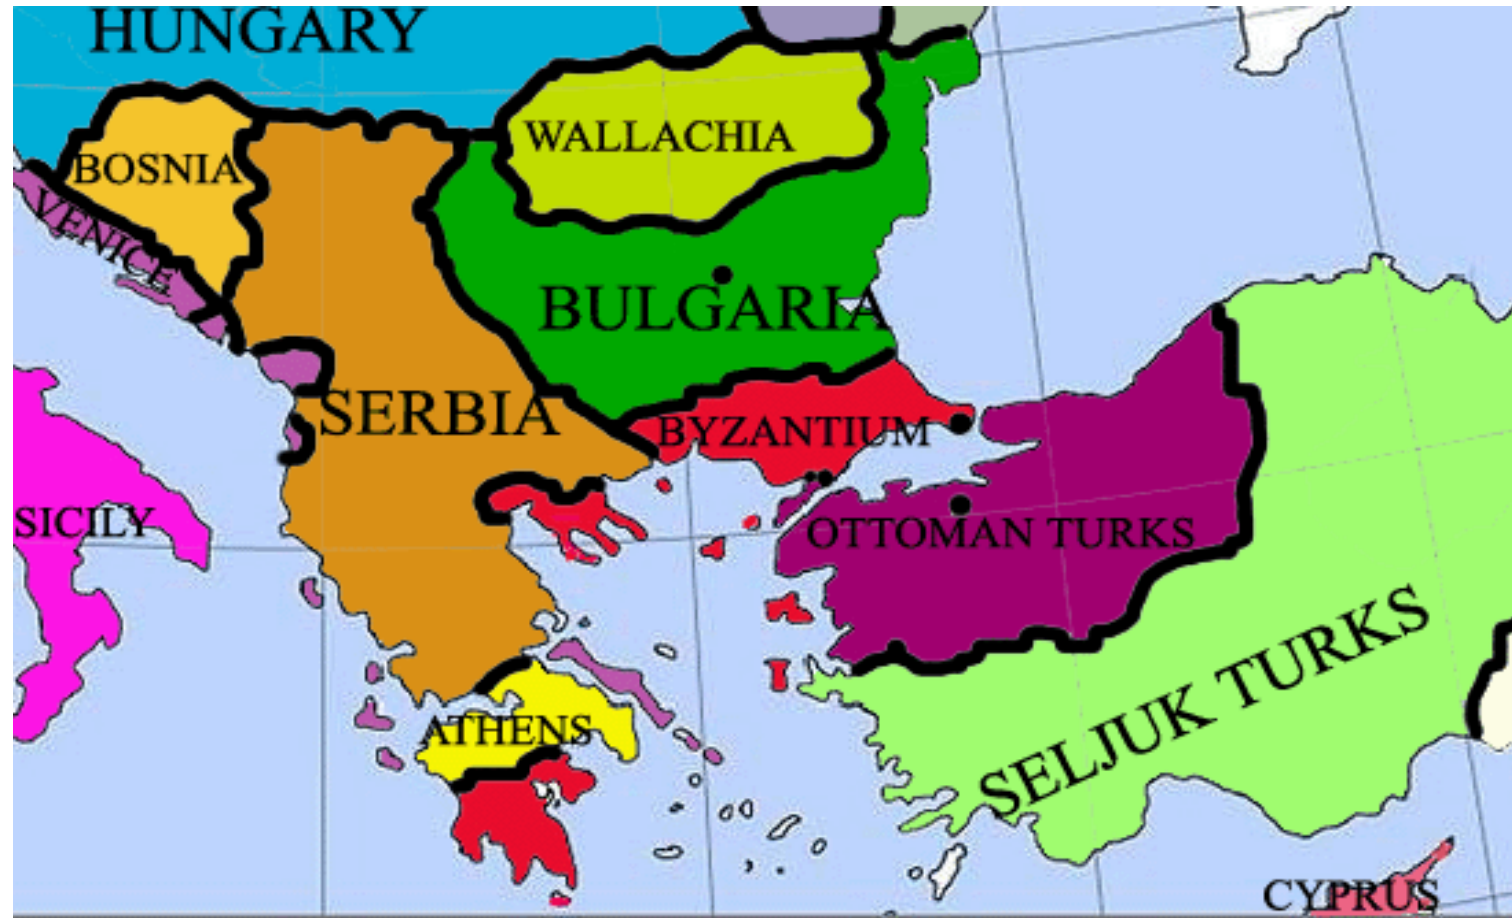 HUNGARY
WALLACHIA
BOSNIA
VENICE
BULGARIA
SERBIA
BYZANTIUM
SICILY
OTTOMAN TURKS
SELJUK TURKS
ATHENS
CYPRUS